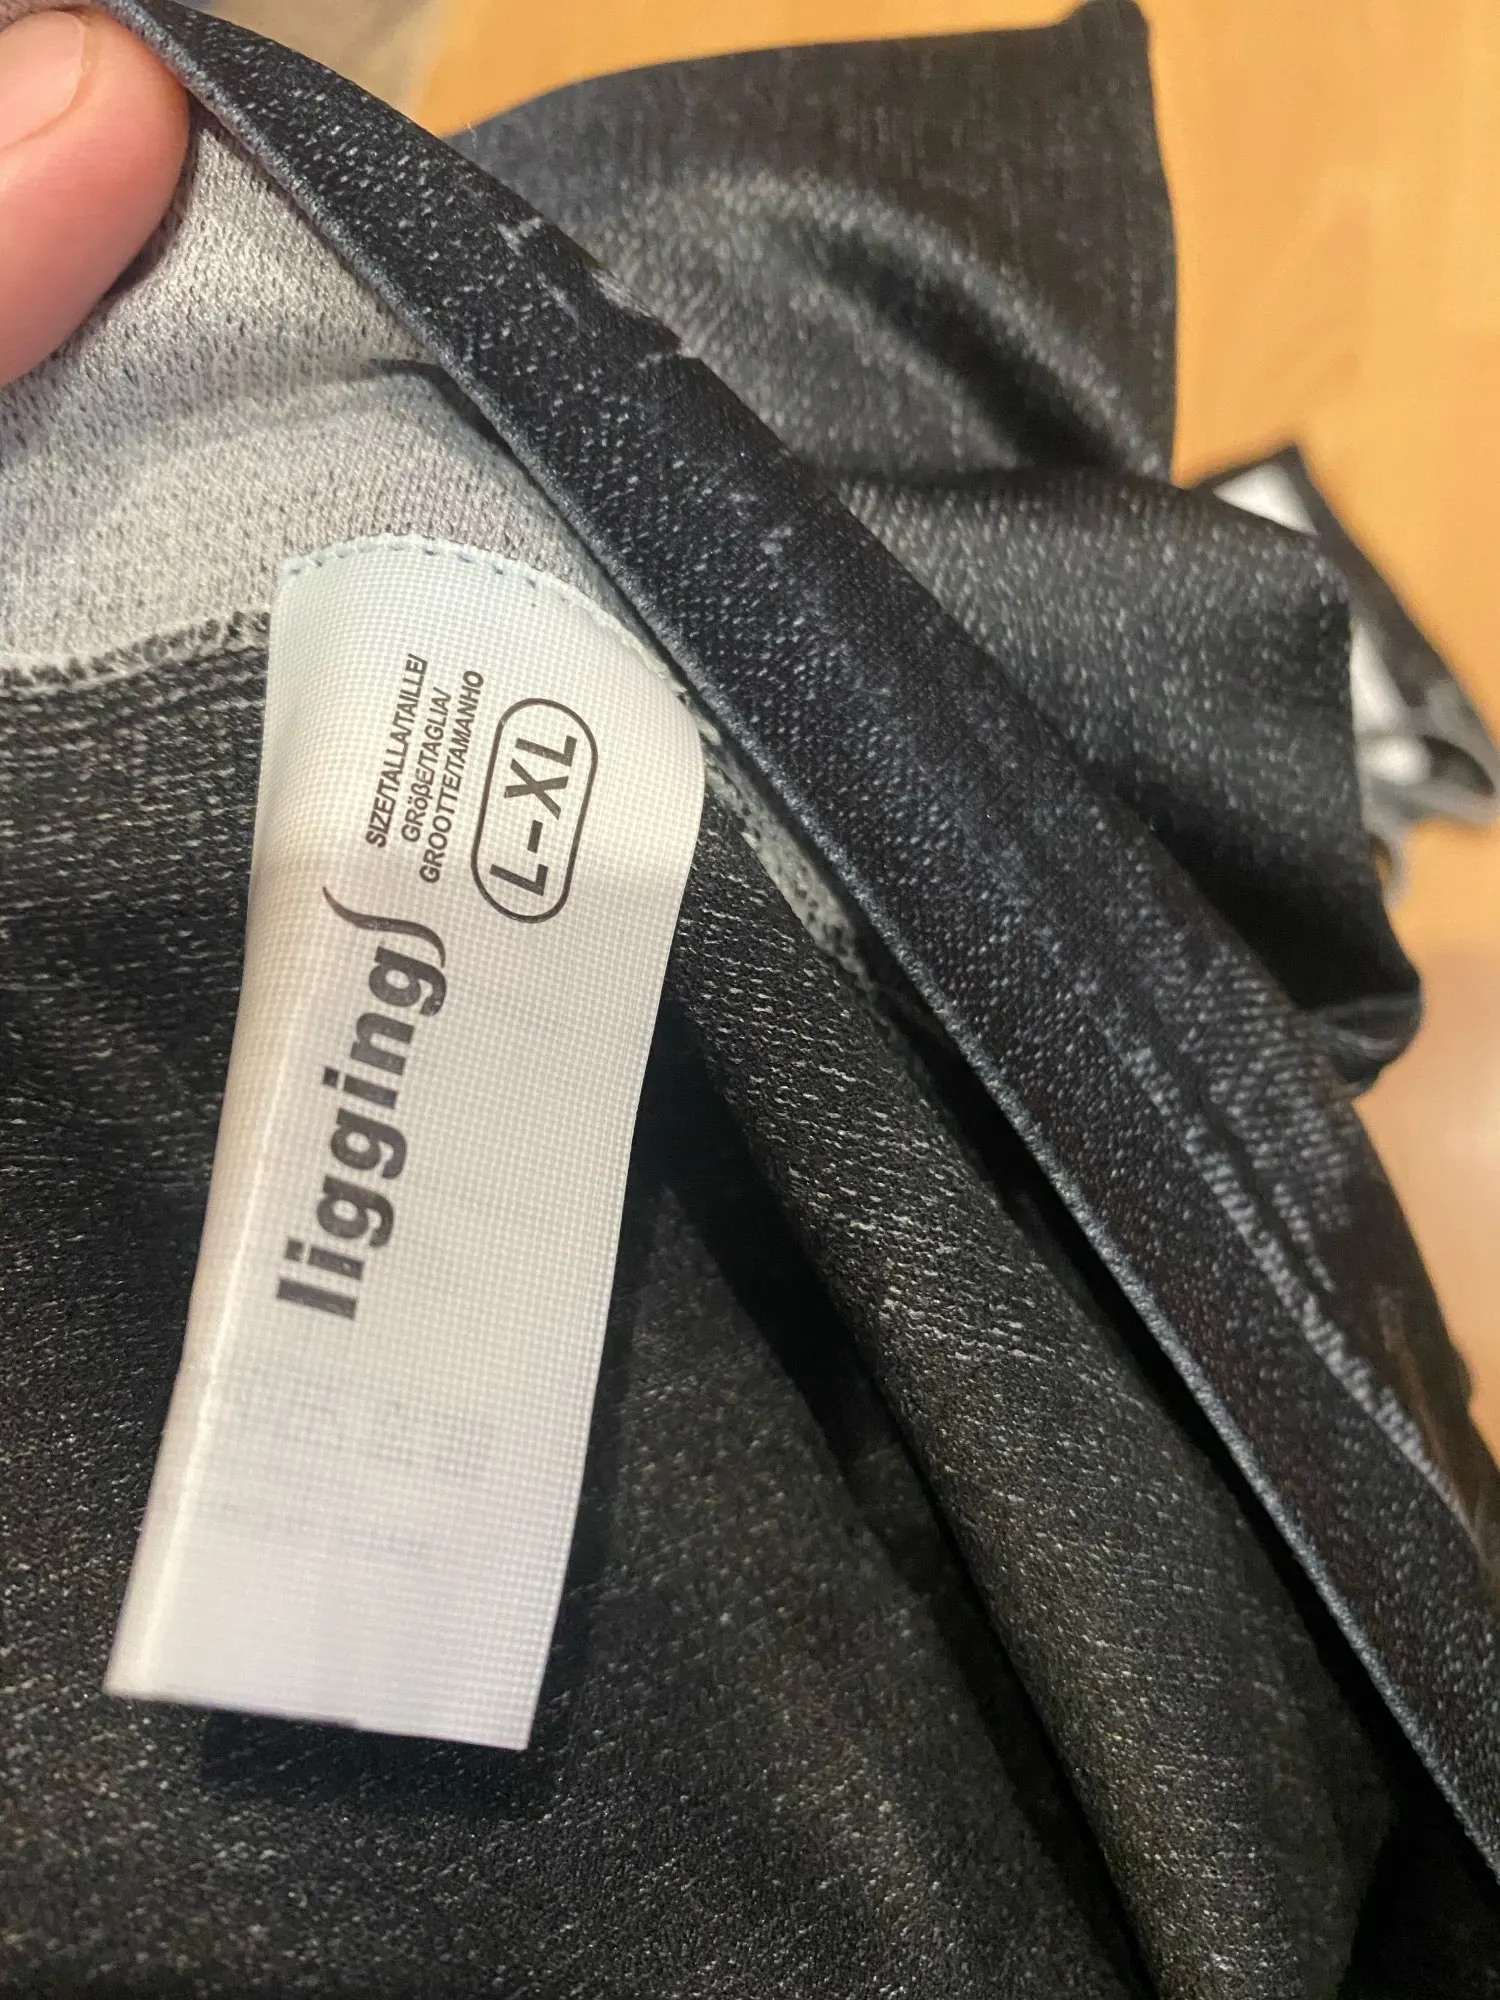 SIZE/TALLA/TAILLE/
GRÖßE/TAGLIA/
GROOTTE/TAMANHO
L-XL
ligging